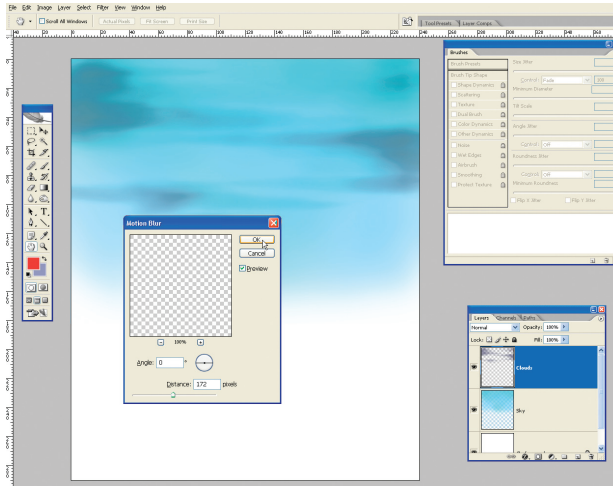 File Edit Image Layer Select Filter View Window Help
Scroll All Windows Actual Pixels Fit Screen Print Size
Tool Presets Layer Comps
Brushes
Brush Presets
Brush Tip Shape
Shape Dynamics
Scattering
Texture
Dual Brush
Color Dynamics
Other Dynamics
Noise
Wet Edges
Airbrush
Smoothing
Protect Texture
Size Jitter
Control: Fade
Minimum Diameter
Tilt Scale
Angle Jitter
Control: Off
Roundness Jitter
Control: Off
Minimum Roundness
Flip X Jitter Flip Y Jitter
Motion Blur
OK
Cancel
Preview
100%
Angle: 0 °
Distance: 172 pixels
Layers Channels Paths
Normal Opacity: 100%
Lock: Fill: 100%
Clouds
Sky